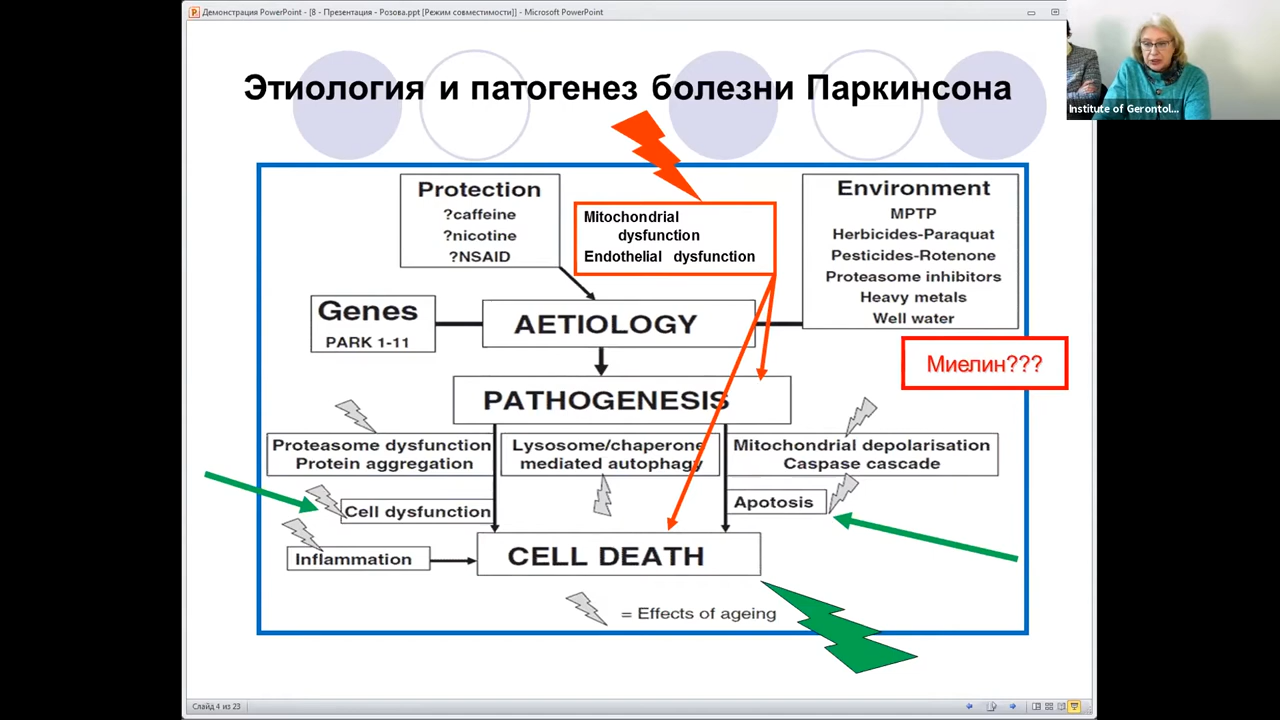 Демонстрация PowerPoint - [8 - Презентация - Розова.ppt [Режим совместимости]] - Microsoft PowerPoint
Institute of Gerontol...
Этиология и патогенез болезни Паркинсона
Protection
?caffeine
?nicotine
?NSAID
Mitochondrial
dysfunction
Endothelial dysfunction
Environment
MPTP
Herbicides-Paraquat
Pesticides-Rotenone
Proteasome inhibitors
Heavy metals
Well water
Genes
PARK 1-11
AETIOLOGY
Миелин???
PATHOGENESIS
Proteasome dysfunction
Protein aggregation
Lysosome/chaperone
mediated autophagy
Mitochondrial depolarisation
Caspase cascade
Cell dysfunction
Apotosis
Inflammation
CELL DEATH
= Effects of ageing
Слайд 4 из 23